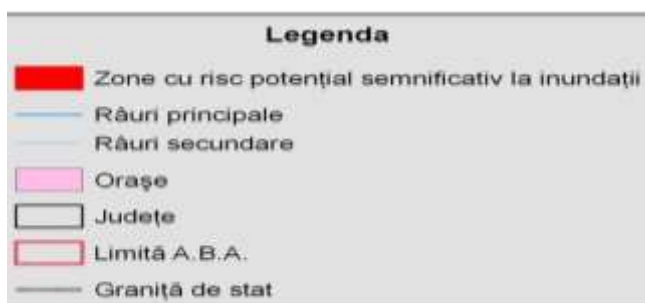 Legenda
Zone cu risc potențial semnificativ la inundații
Râuri principale
Râuri secundare
Orașe
Județe
Limită A.B.A.
Graniță de stat